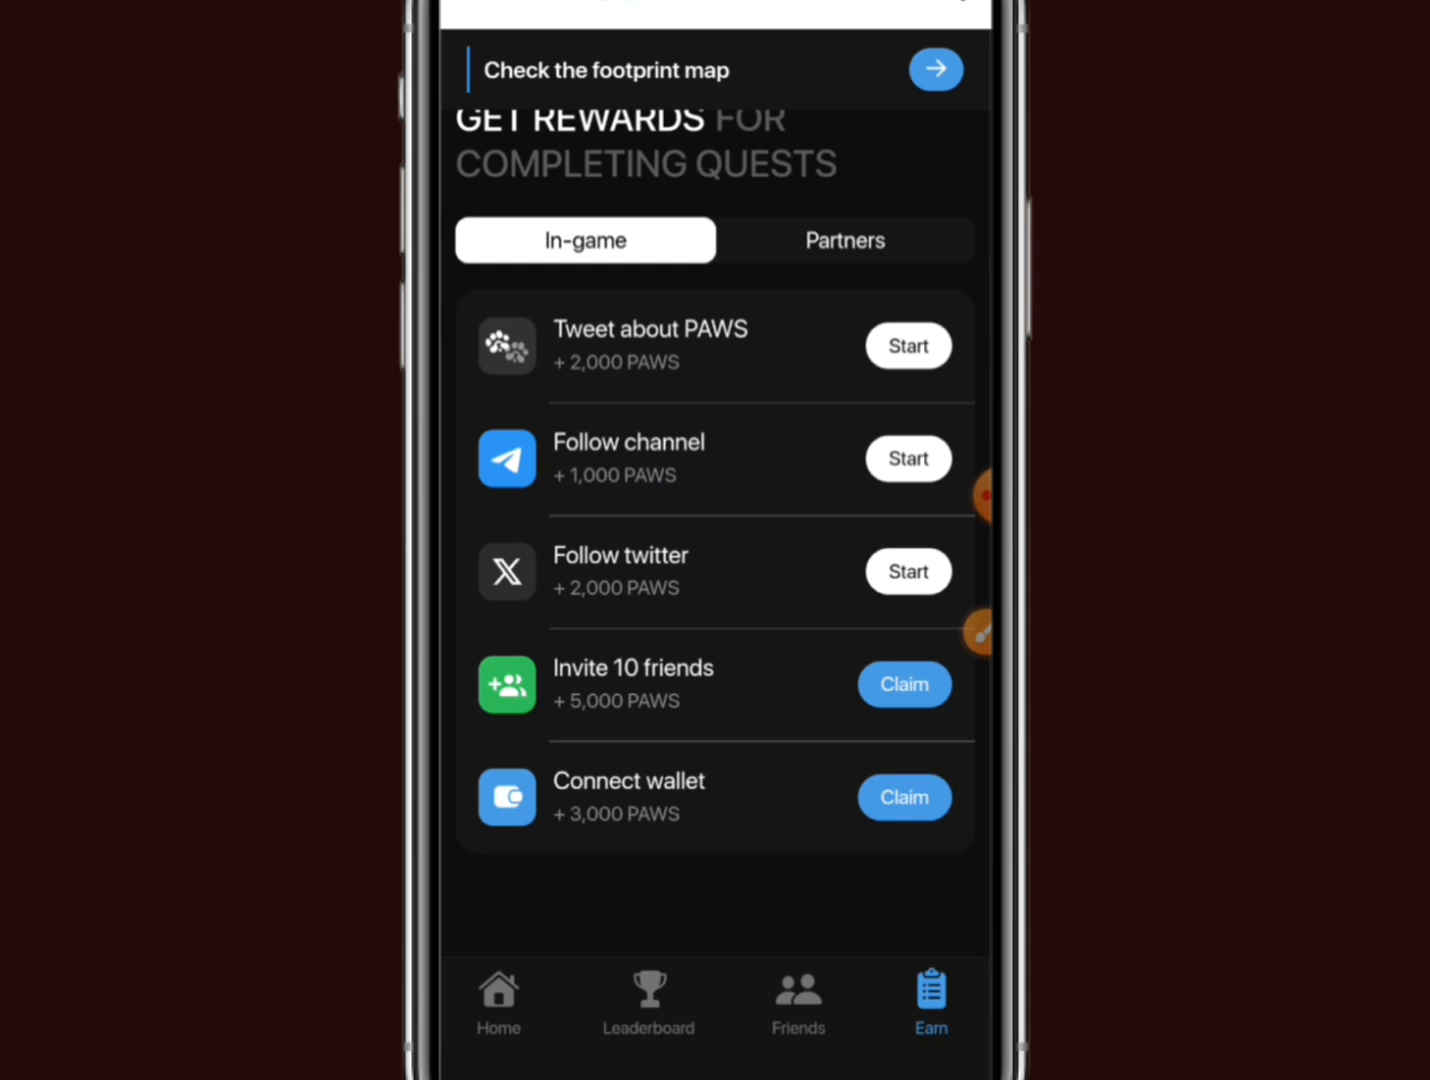 Check the footprint map
GET REWARDS FOR
COMPLETING QUESTS
In-game
Partners
Tweet about PAWS
+ 2,000 PAWS
Start
Follow channel
+ 1,000 PAWS
Start
Follow twitter
+ 2,000 PAWS
Start
Invite 10 friends
+ 5,000 PAWS
Claim
Connect wallet
+ 3,000 PAWS
Claim
Home
Leaderboard
Friends
Earn